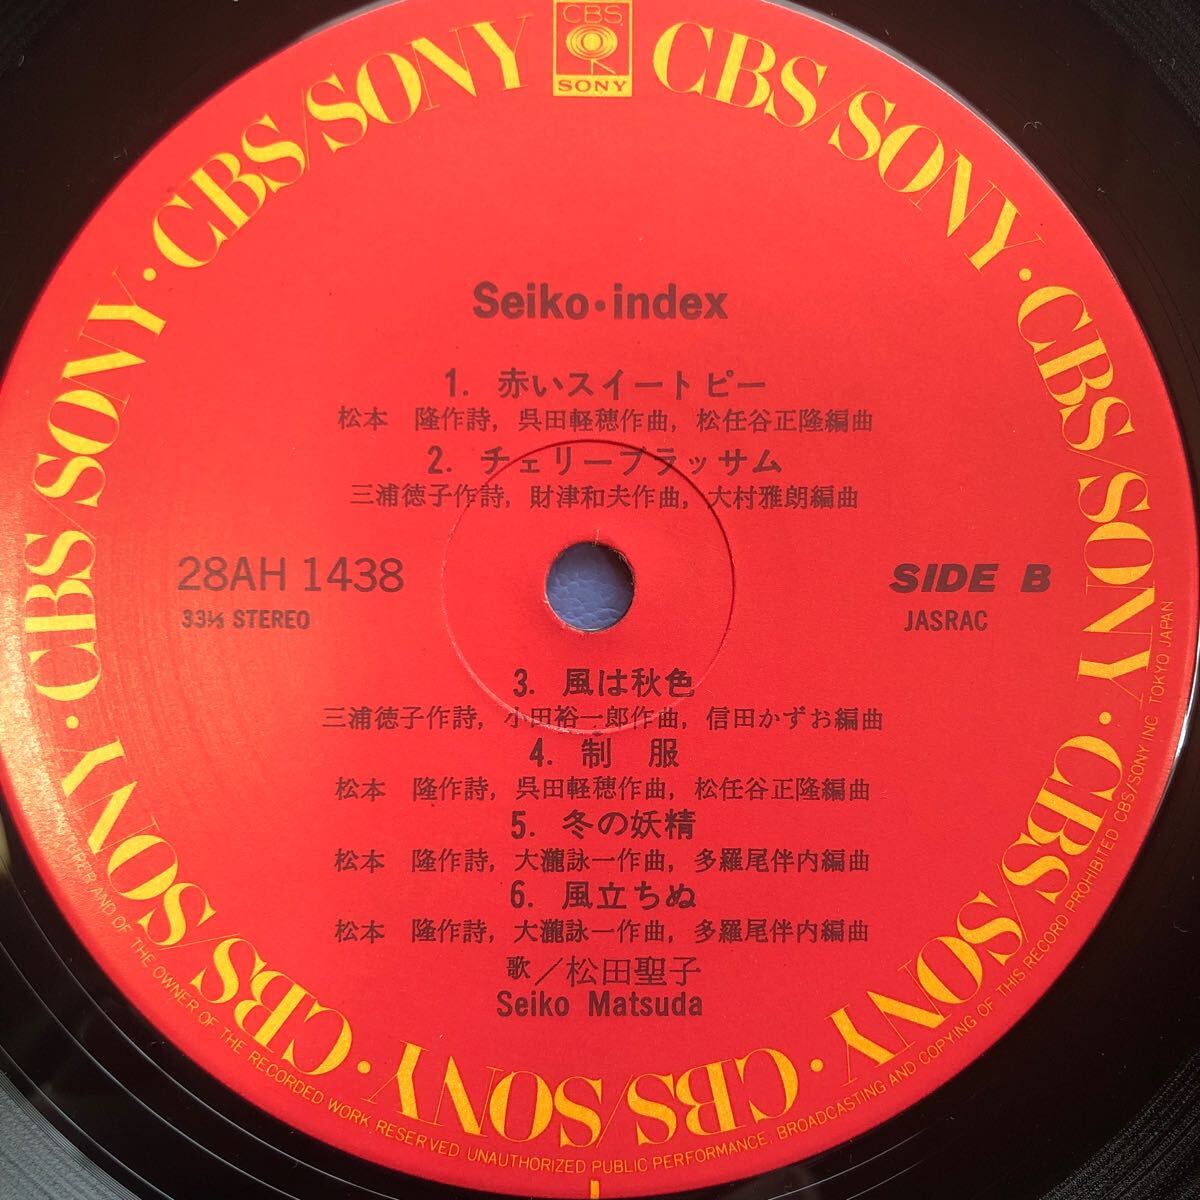 CBS
SONY
CBS/SONY · CBS/SONY · CBS/SONY · CBS/SONY · CBS/SONY · CBS/SONY · CBS/SONY · CBS/SONY
Seiko・index
1. 赤いスイートピー
松本 隆作詩, 呉田軽穂作曲, 松任谷正隆編曲
2. チェリーブラッサム
三浦徳子作詩, 財津和夫作曲, 大村雅朗編曲
28AH 1438
33⅓ STEREO
SIDE B
JASRAC
3. 風は秋色
三浦徳子作詩, 小田裕一郎作曲, 信田かずお編曲
4. 制 服
松本 隆作詩, 呉田軽穂作曲, 松任谷正隆編曲
5. 冬の妖精
松本 隆作詩, 大瀧詠一作曲, 多羅尾伴内編曲
6. 風立ちぬ
松本 隆作詩, 大瀧詠一作曲, 多羅尾伴内編曲
歌／松田聖子
Seiko Matsuda
AND OF THE OWNER OF THE RECORDED WORK RESERVED. UNAUTHORIZED PUBLIC PERFORMANCE, BROADCASTING AND COPYING OF THIS RECORD PROHIBITED CBS/SONY INC. TOKYO JAPAN